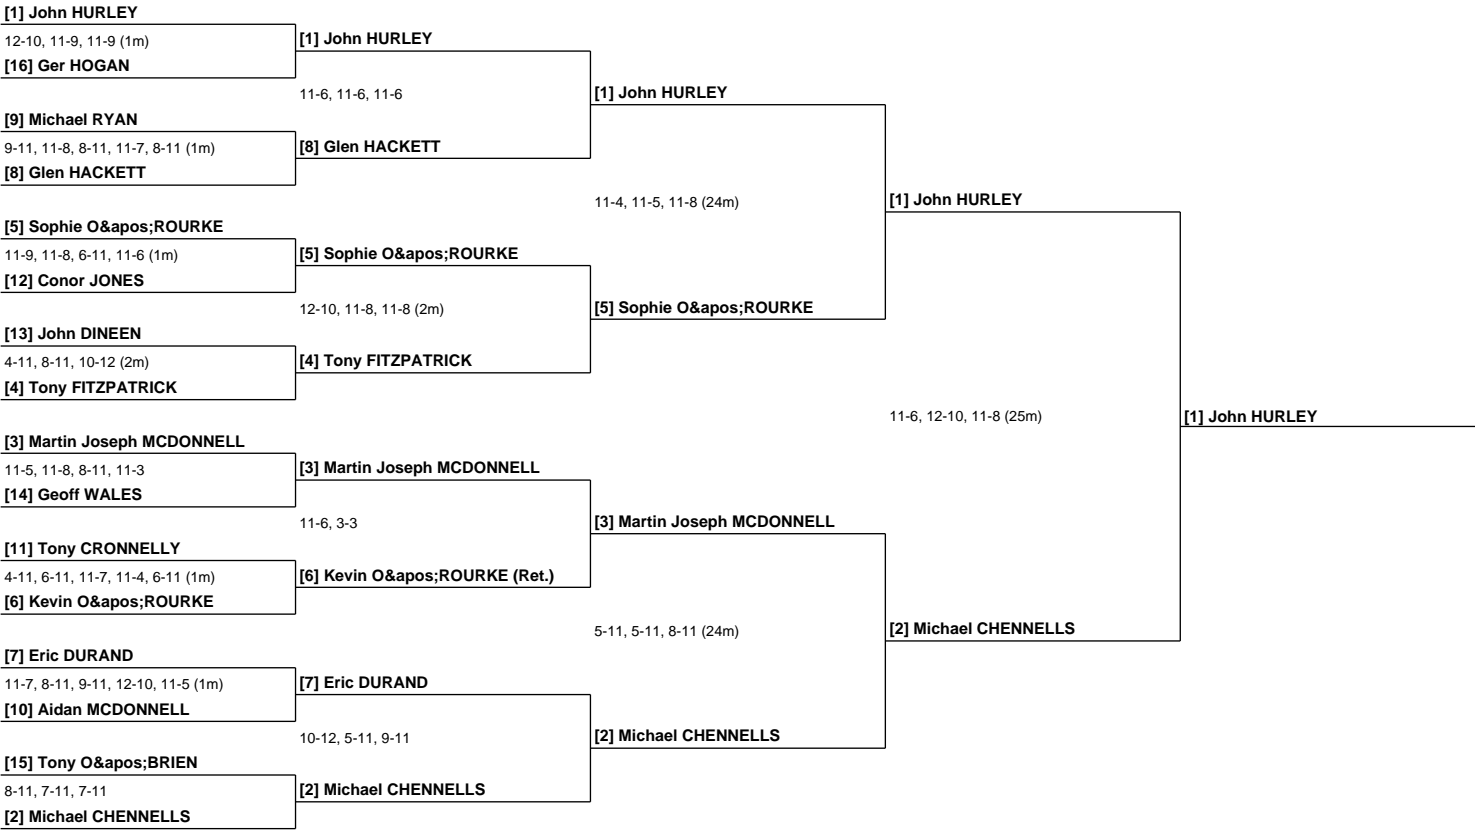 [1] John HURLEY
12-10, 11-9, 11-9 (1m)
[16] Ger HOGAN
[9] Michael RYAN
9-11, 11-8, 8-11, 11-7, 8-11 (1m)
[8] Glen HACKETT
[5] Sophie O&apos;ROURKE
11-9, 11-8, 6-11, 11-6 (1m)
[12] Conor JONES
[13] John DINEEN
4-11, 8-11, 10-12 (2m)
[4] Tony FITZPATRICK
[3] Martin Joseph MCDONNELL
11-5, 11-8, 8-11, 11-3
[14] Geoff WALES
[11] Tony CRONNELLY
4-11, 6-11, 11-7, 11-4, 6-11 (1m)
[6] Kevin O&apos;ROURKE
[7] Eric DURAND
11-7, 8-11, 9-11, 12-10, 11-5 (1m)
[10] Aidan MCDONNELL
[15] Tony O&apos;BRIEN
8-11, 7-11, 7-11
[2] Michael CHENNELLS
[1] John HURLEY
11-6, 11-6, 11-6
[8] Glen HACKETT
[5] Sophie O&apos;ROURKE
12-10, 11-8, 11-8 (2m)
[4] Tony FITZPATRICK
[3] Martin Joseph MCDONNELL
11-6, 3-3
[6] Kevin O&apos;ROURKE (Ret.)
[7] Eric DURAND
10-12, 5-11, 9-11
[2] Michael CHENNELLS
[1] John HURLEY
11-4, 11-5, 11-8 (24m)
[5] Sophie O&apos;ROURKE
[3] Martin Joseph MCDONNELL
5-11, 5-11, 8-11 (24m)
[2] Michael CHENNELLS
[1] John HURLEY
11-6, 12-10, 11-8 (25m)
[2] Michael CHENNELLS
[1] John HURLEY